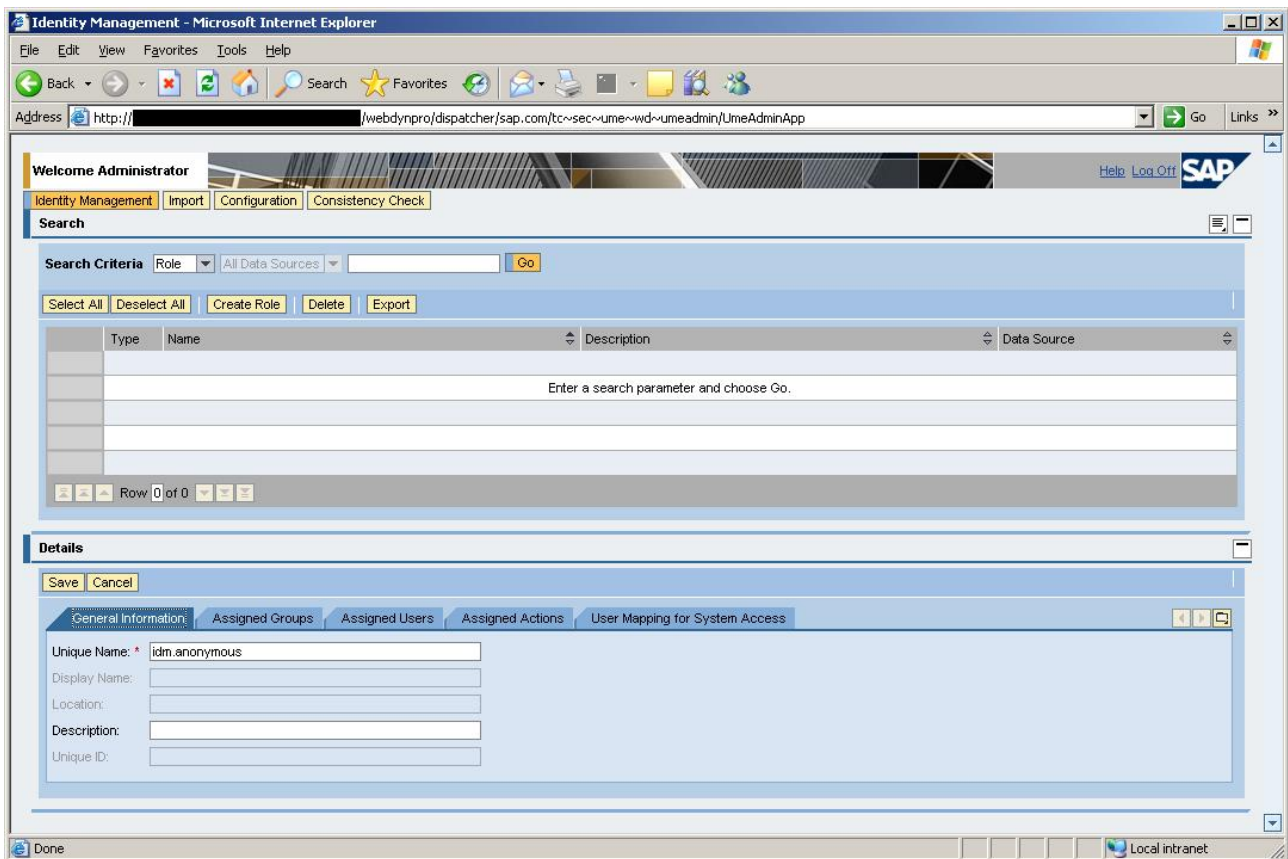 Identity Management - Microsoft Internet Explorer
File Edit View Favorites Tools Help
Back Search Favorites
Address http:// /webdynpro/dispatcher/sap.com/tc~sec~ume~wd~umeadmin/UmeAdminApp Go Links »
Welcome Administrator Help Log Off SAP
Identity Management Import Configuration Consistency Check
Search
Search Criteria Role All Data Sources Go
Select All Deselect All Create Role Delete Export
Type Name Description Data Source
Enter a search parameter and choose Go.
Row 0 of 0
Details
Save Cancel
General Information Assigned Groups Assigned Users Assigned Actions User Mapping for System Access
Unique Name: * idm.anonymous
Display Name:
Location:
Description:
Unique ID:
Done Local intranet